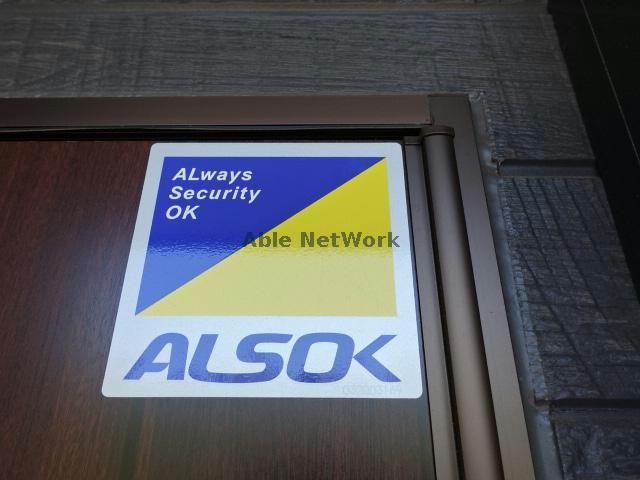 ALways
Security
OK
Able NetWork
ALSOK